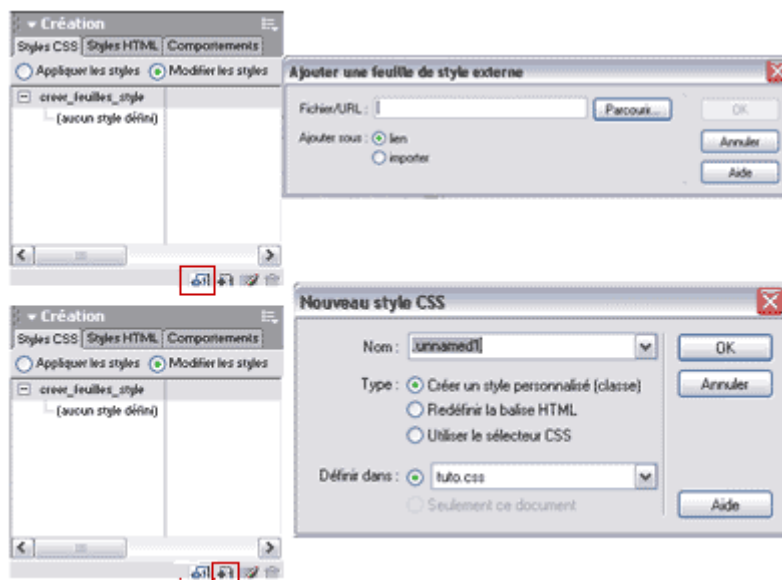 Création
Styles CSS Styles HTML Comportements
Appliquer les styles Modifier les styles
creer_feuilles_style
(aucun style défini)
Ajouter une feuille de style externe
Fichier/URL :
Parcourir...
OK
Ajouter sous : lien
importer
Annuler
Aide
Création
Styles CSS Styles HTML Comportements
Appliquer les styles Modifier les styles
creer_feuilles_style
(aucun style défini)
Nouveau style CSS
Nom : .unnamed1
OK
Type : Créer un style personnalisé (classe)
Annuler
Redéfinir la balise HTML
Utiliser le sélecteur CSS
Définir dans : tuto.css
Seulement ce document
Aide